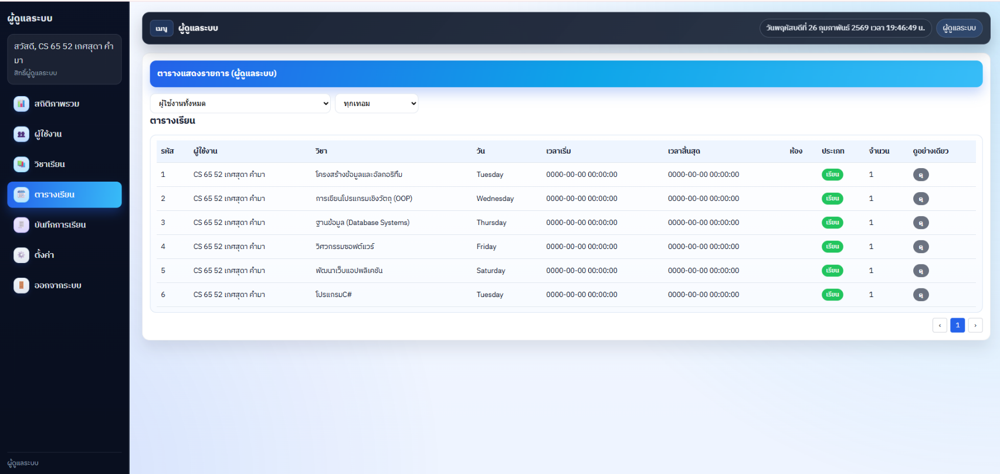 ผู้ดูแลระบบ
สวัสดี, CS 65 52 เกศสุดา คำ
มา
สิทธิ์ผู้ดูแลระบบ
สถิติภาพรวม
ผู้ใช้งาน
วิชาเรียน
ตารางเรียน
บันทึกการเรียน
ตั้งค่า
ออกจากระบบ
ผู้ดูแลระบบ
เมนู ผู้ดูแลระบบ วันพฤหัสบดีที่ 26 กุมภาพันธ์ 2569 เวลา 19:46:49 น. ผู้ดูแลระบบ
ตารางแสดงรายการ (ผู้ดูแลระบบ)
ผู้ใช้งานทั้งหมด ทุกเทอม
ตารางเรียน
รหัส ผู้ใช้งาน วิชา วัน เวลาเริ่ม เวลาสิ้นสุด ห้อง ประเภท จำนวน ดูอย่างเดียว
1 CS 65 52 เกศสุดา คำมา โครงสร้างข้อมูลและอัลกอริทึม Tuesday 0000-00-00 00:00:00 0000-00-00 00:00:00 เรียน 1 ดู
2 CS 65 52 เกศสุดา คำมา การเขียนโปรแกรมเชิงวัตถุ (OOP) Wednesday 0000-00-00 00:00:00 0000-00-00 00:00:00 เรียน 1 ดู
3 CS 65 52 เกศสุดา คำมา ฐานข้อมูล (Database Systems) Thursday 0000-00-00 00:00:00 0000-00-00 00:00:00 เรียน 1 ดู
4 CS 65 52 เกศสุดา คำมา วิศวกรรมซอฟต์แวร์ Friday 0000-00-00 00:00:00 0000-00-00 00:00:00 เรียน 1 ดู
5 CS 65 52 เกศสุดา คำมา พัฒนาเว็บแอปพลิเคชัน Saturday 0000-00-00 00:00:00 0000-00-00 00:00:00 เรียน 1 ดู
6 CS 65 52 เกศสุดา คำมา โปรแกรมC# Tuesday 0000-00-00 00:00:00 0000-00-00 00:00:00 เรียน 1 ดู
‹ 1 ›